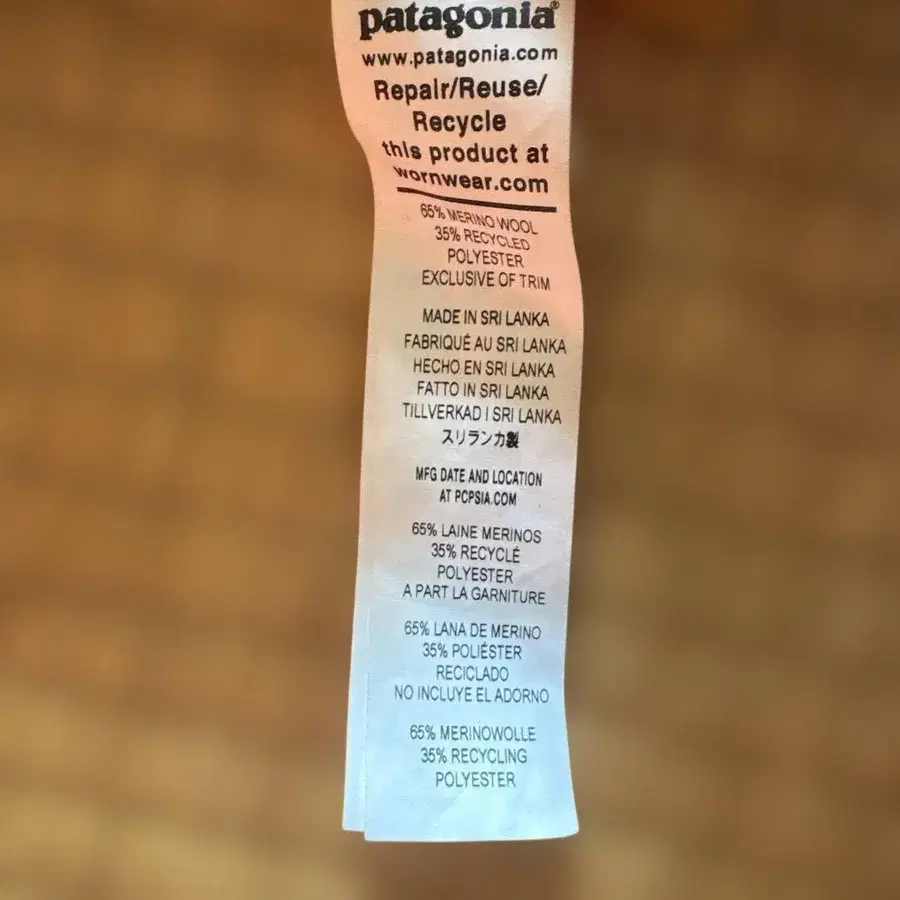 patagonia®
www.patagonia.com
Repair/Reuse/
Recycle
this product at
wornwear.com
65% MERINO WOOL
35% RECYCLED
POLYESTER
EXCLUSIVE OF TRIM
MADE IN SRI LANKA
FABRIQUÉ AU SRI LANKA
HECHO EN SRI LANKA
FATTO IN SRI LANKA
TILLVERKAD I SRI LANKA
スリランカ製
MFG DATE AND LOCATION
AT PCPSIA.COM
65% LAINE MERINOS
35% RECYCLÉ
POLYESTER
A PART LA GARNITURE
65% LANA DE MERINO
35% POLIÉSTER
RECICLADO
NO INCLUYE EL ADORNO
65% MERINOWOLLE
35% RECYCLING
POLYESTER